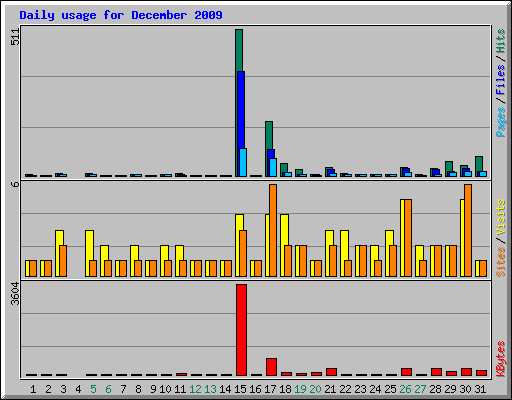 Daily usage for December 2009
511
Pages / Files / Hits
6
Sites / Visits
3604
KBytes
1 2 3 4 5 6 7 8 9 10 11 12 13 14 15 16 17 18 19 20 21 22 23 24 25 26 27 28 29 30 31